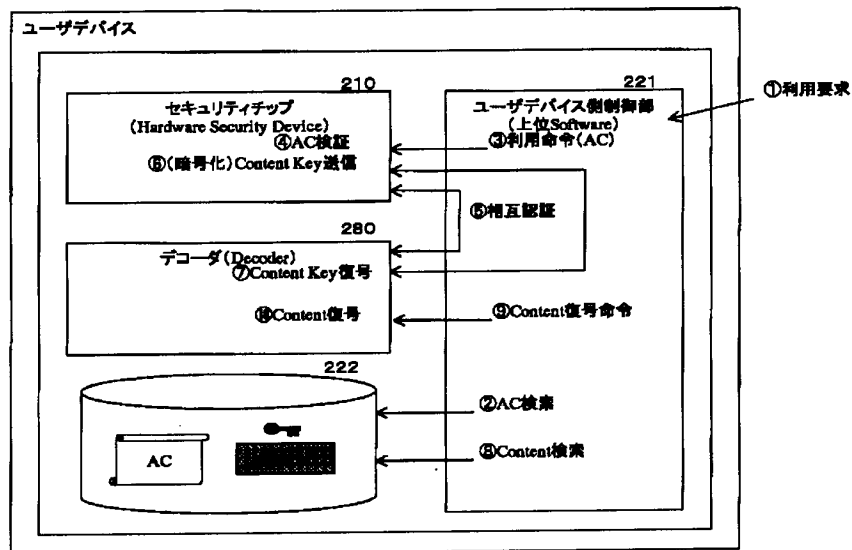 ユーザデバイス
210
セキュリティチップ
(Hardware Security Device)
④AC検証
⑥(暗号化)Content Key送信
221
ユーザデバイス側制御部
(上位Software)
③利用命令(AC)
①利用要求
⑤相互認証
280
デコーダ(Decoder)
⑦Content Key復号
⑩Content復号
⑨Content復号命令
222
②AC検索
AC
⑧Content検索